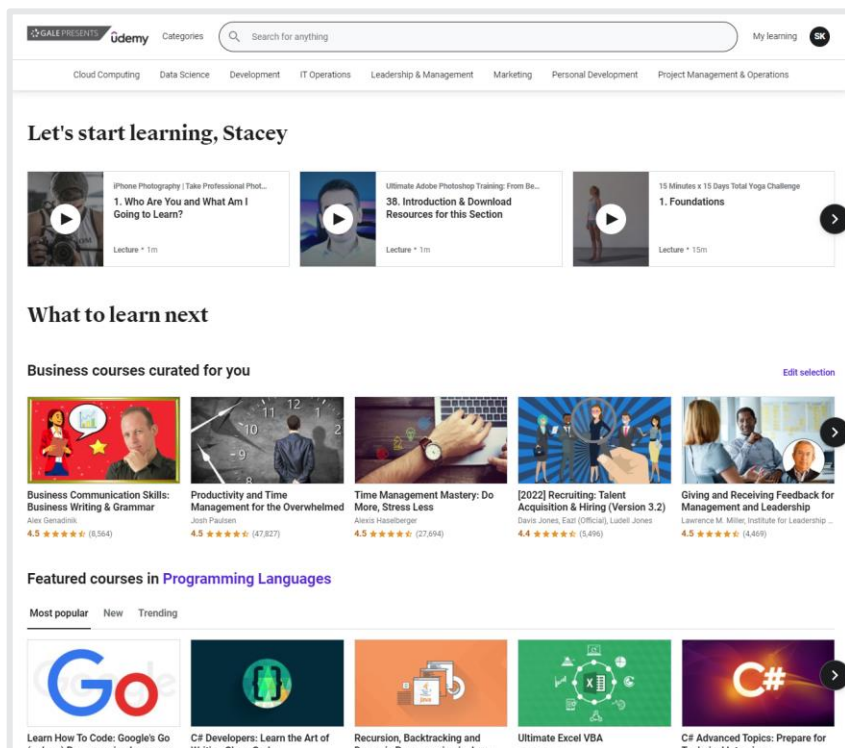 GALE PRESENTS
ûdemy
Categories
Search for anything
My learning
SK
Cloud Computing
Data Science
Development
IT Operations
Leadership & Management
Marketing
Personal Development
Project Management & Operations
Let's start learning, Stacey
iPhone Photography | Take Professional Phot...
1. Who Are You and What Am I
Going to Learn?
Lecture • 1m
Ultimate Adobe Photoshop Training: From Be...
38. Introduction & Download
Resources for this Section
Lecture • 1m
15 Minutes x 15 Days Total Yoga Challenge
1. Foundations
Lecture • 15m
What to learn next
Business courses curated for you
Edit selection
Business Communication Skills:
Business Writing & Grammar
Alex Genadinik
4.5 (8,564)
12
11
1
10
2
9
Productivity and Time
Management for the Overwhelmed
Josh Paulsen
4.5 (47,827)
Time Management Mastery: Do
More, Stress Less
Alexis Haselberger
4.5 (27,694)
[2022] Recruiting: Talent
Acquisition & Hiring (Version 3.2)
Davis Jones, Eazl (Official), Ludell Jones
4.4 (5,496)
Giving and Receiving Feedback for
Management and Leadership
Lawrence M. Miller, Institute for Leadership ...
4.5 (4,469)
Featured courses in Programming Languages
Most popular
New
Trending
Go
Learn How To Code: Google's Go
C# Developers: Learn the Art of
Java
Recursion, Backtracking and
X
Ultimate Excel VBA
C#
C# Advanced Topics: Prepare for